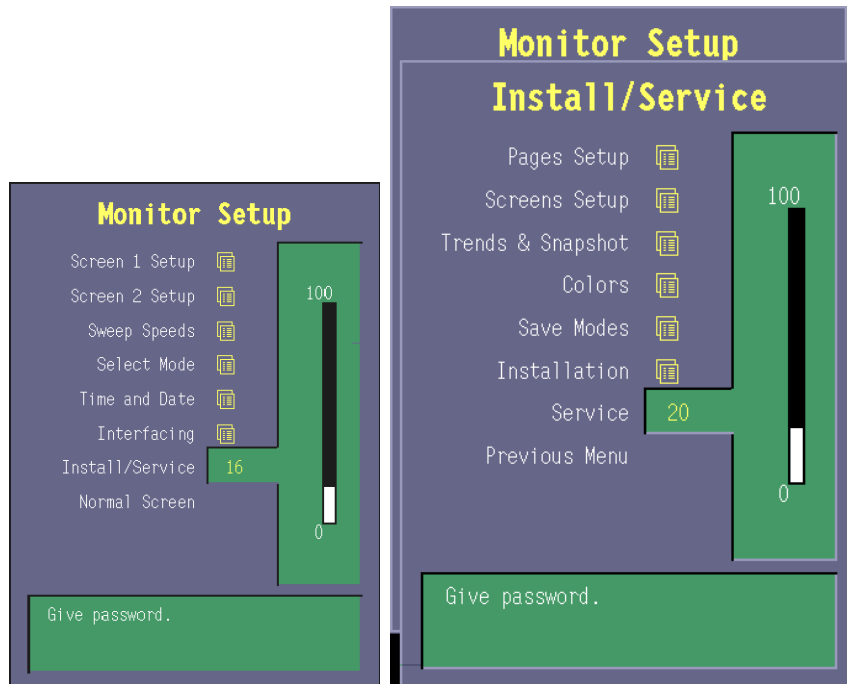 Monitor Setup
Screen 1 Setup
Screen 2 Setup
Sweep Speeds
Select Mode
Time and Date
Interfacing
Install/Service 16
Normal Screen
100
0
Give password.
Monitor Setup
Install/Service
Pages Setup
Screens Setup
Trends & Snapshot
Colors
Save Modes
Installation
Service 20
Previous Menu
100
0
Give password.